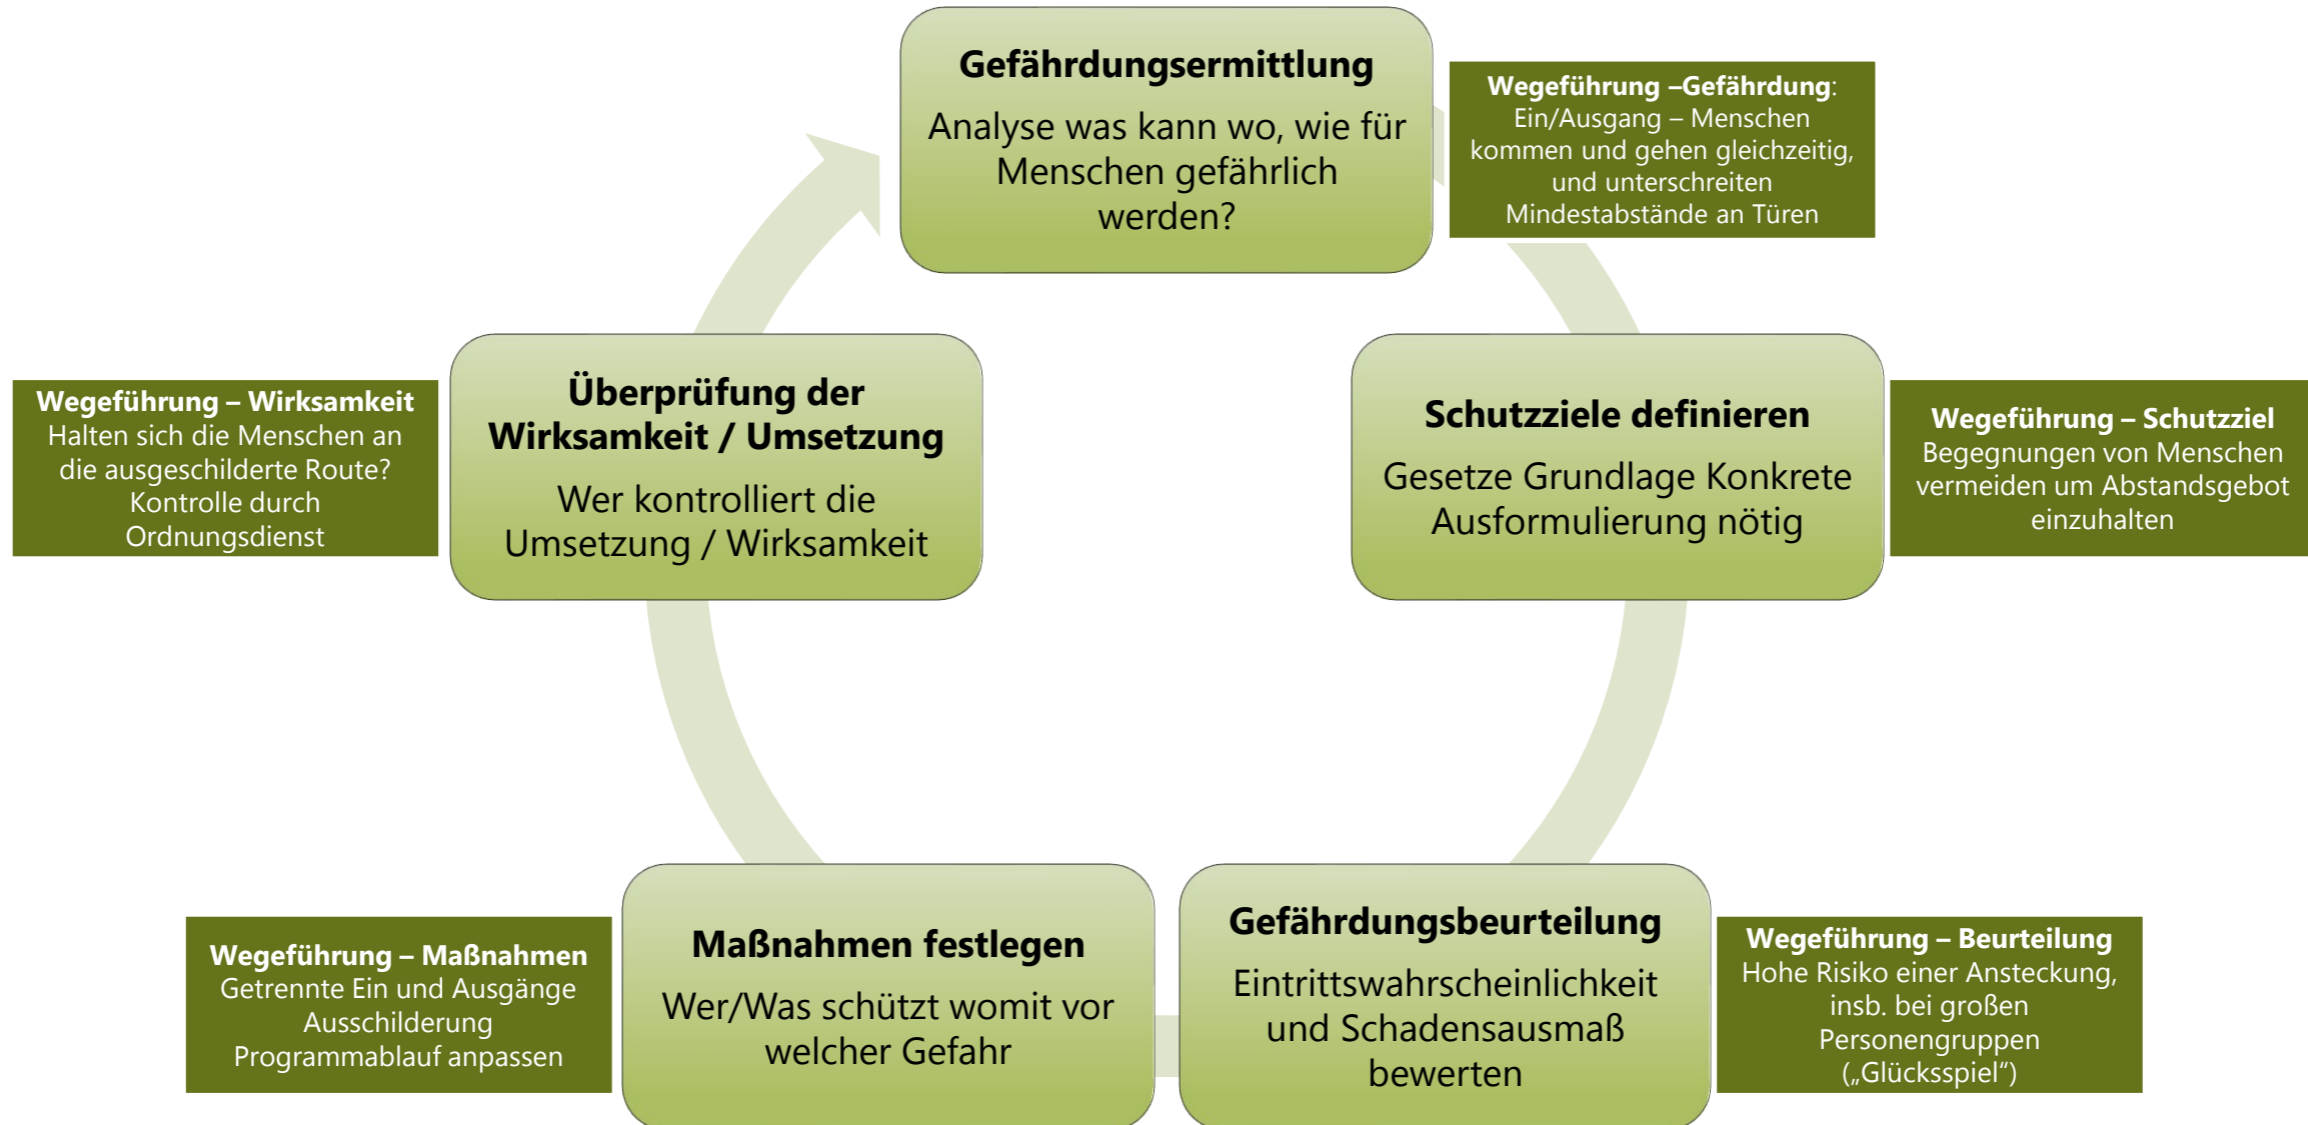 Gefährdungsermittlung
Analyse was kann wo, wie für
Menschen gefährlich
werden?
Wegeführung –Gefährdung:
Ein/Ausgang – Menschen
kommen und gehen gleichzeitig,
und unterschreiten
Mindestabstände an Türen
Schutzziele definieren
Gesetze Grundlage Konkrete
Ausformulierung nötig
Wegeführung – Schutzziel
Begegnungen von Menschen
vermeiden um Abstandsgebot
einzuhalten
Gefährdungsbeurteilung
Eintrittswahrscheinlichkeit
und Schadensausmaß
bewerten
Wegeführung – Beurteilung
Hohe Risiko einer Ansteckung,
insb. bei großen
Personengruppen
(„Glücksspiel“)
Maßnahmen festlegen
Wer/Was schützt womit vor
welcher Gefahr
Wegeführung – Maßnahmen
Getrennte Ein und Ausgänge
Ausschilderung
Programmablauf anpassen
Überprüfung der
Wirksamkeit / Umsetzung
Wer kontrolliert die
Umsetzung / Wirksamkeit
Wegeführung – Wirksamkeit
Halten sich die Menschen an
die ausgeschilderte Route?
Kontrolle durch
Ordnungsdienst